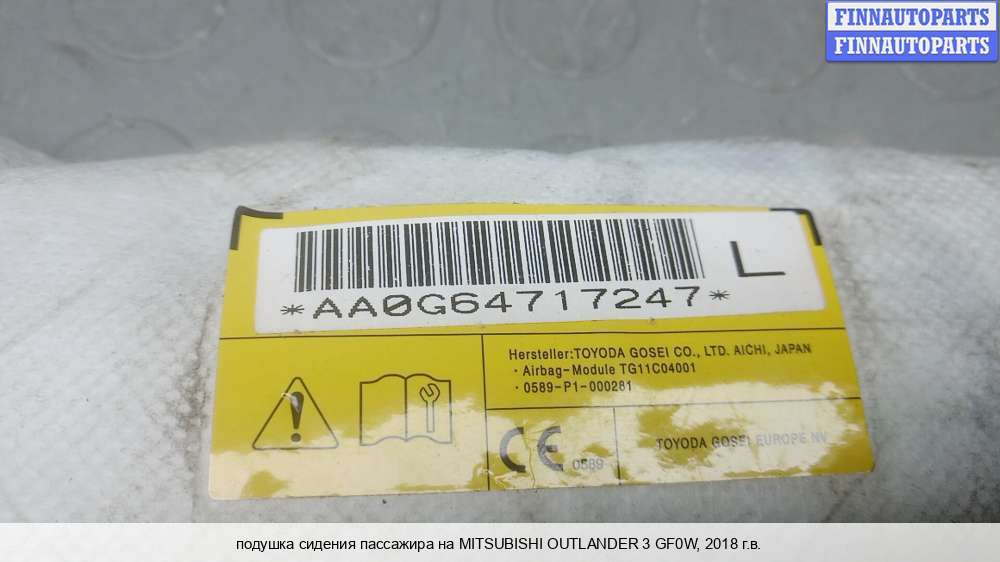 FINNAUTOPARTS
FINNAUTOPARTS
L
*AA0G64717247*
Hersteller:TOYODA GOSEI CO., LTD. AICHI, JAPAN
· Airbag-Module TG11C04001
· 0589-P1-000281
CE 0589
TOYODA GOSEI EUROPE NV
подушка сидения пассажира на MITSUBISHI OUTLANDER 3 GF0W, 2018 г.в.